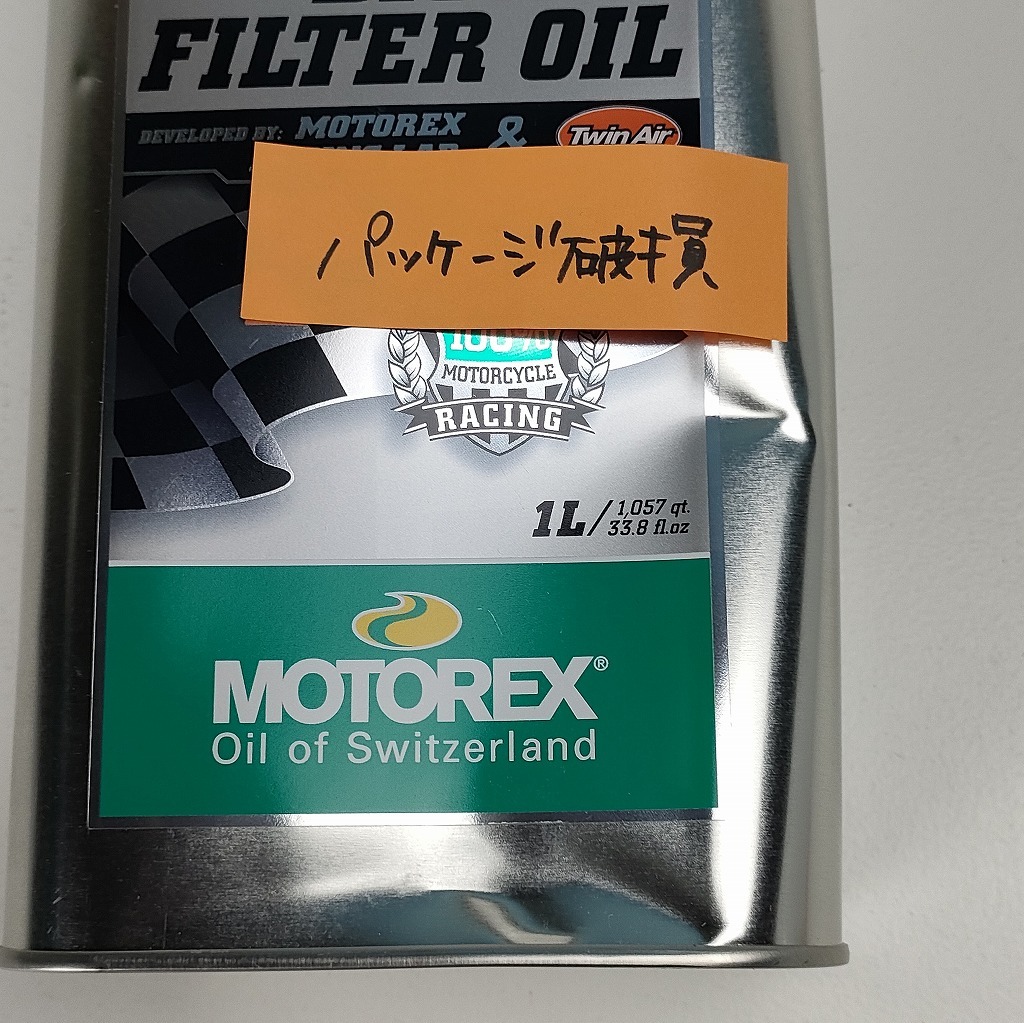 FILTER OIL
DEVELOPED BY: MOTOREX & Twin Air
パッケージ破損
100%
MOTORCYCLE
RACING
1L/ 1,057 qt.
33.8 fl.oz
MOTOREX®
Oil of Switzerland